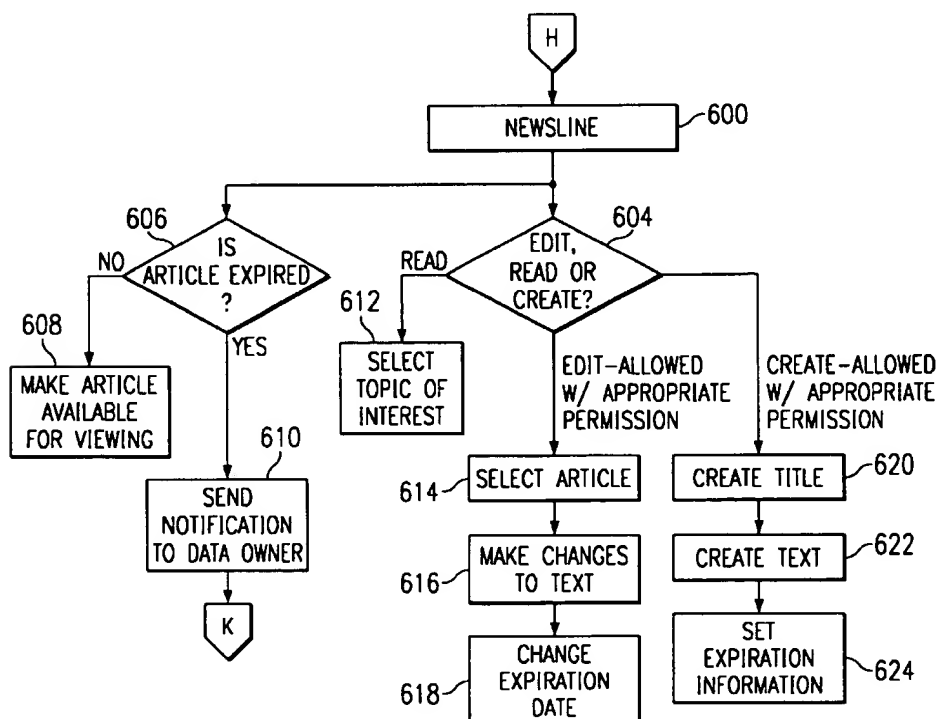 H
NEWSLINE
600
606
IS
ARTICLE EXPIRED
?
NO
YES
604
EDIT,
READ OR
CREATE?
READ
608
MAKE ARTICLE
AVAILABLE
FOR VIEWING
612
SELECT
TOPIC OF
INTEREST
EDIT-ALLOWED
W/ APPROPRIATE
PERMISSION
CREATE-ALLOWED
W/ APPROPRIATE
PERMISSION
610
SEND
NOTIFICATION
TO DATA OWNER
K
614
SELECT ARTICLE
616
MAKE CHANGES
TO TEXT
618
CHANGE
EXPIRATION
DATE
CREATE TITLE
620
CREATE TEXT
622
SET
EXPIRATION
INFORMATION
624